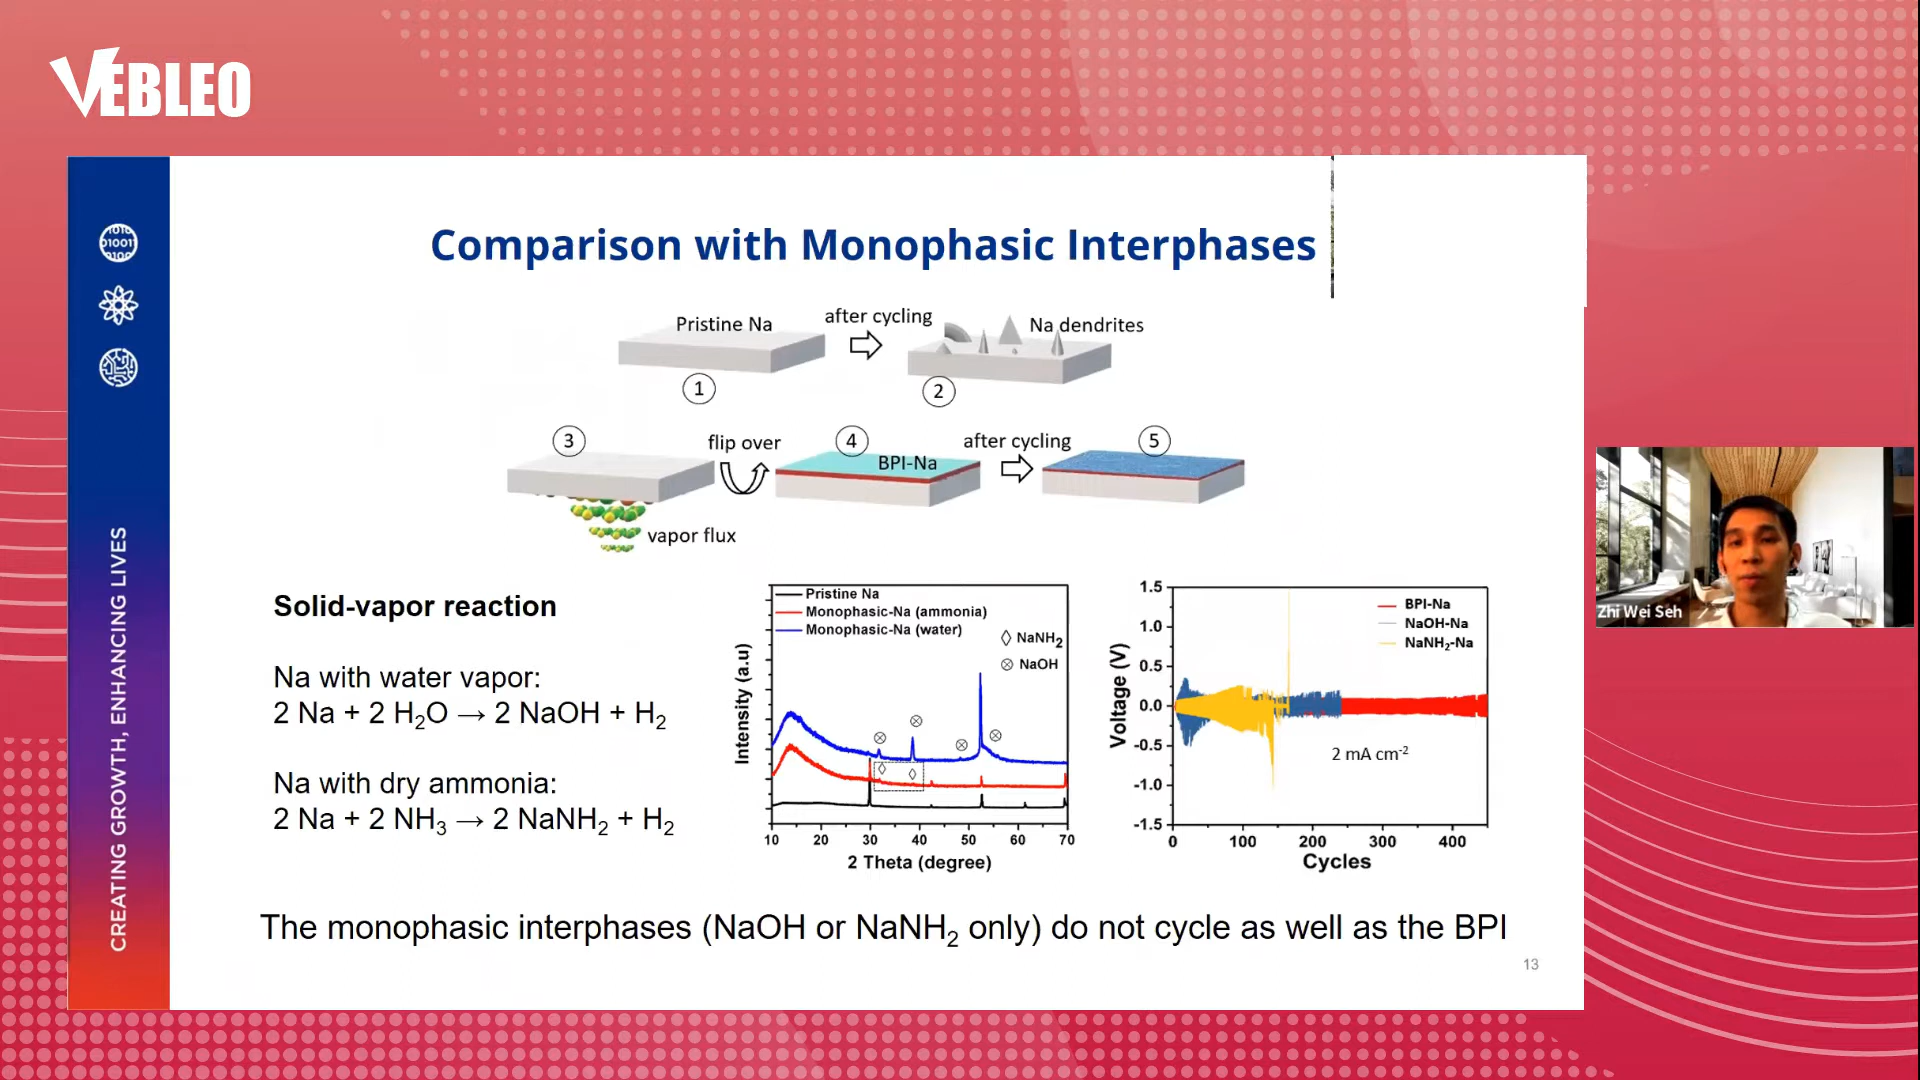 VEBLEO
CREATING GROWTH, ENHANCING LIVES
Comparison with Monophasic Interphases
Pristine Na
after cycling
Na dendrites
1
2
3
flip over
4
BPI-Na
after cycling
5
vapor flux
Solid-vapor reaction
Na with water vapor:
2 Na + 2 H₂O → 2 NaOH + H₂
Na with dry ammonia:
2 Na + 2 NH₃ → 2 NaNH₂ + H₂
Pristine Na
Monophasic-Na (ammonia)
Monophasic-Na (water)
◊ NaNH₂
⊗ NaOH
Intensity (a.u)
10 20 30 40 50 60 70
2 Theta (degree)
1.5
1.0
0.5
0.0
-0.5
-1.0
-1.5
Voltage (V)
BPI-Na
NaOH-Na
NaNH₂-Na
2 mA cm⁻²
0 100 200 300 400
Cycles
The monophasic interphases (NaOH or NaNH₂ only) do not cycle as well as the BPI
13
Zhi Wei Seh